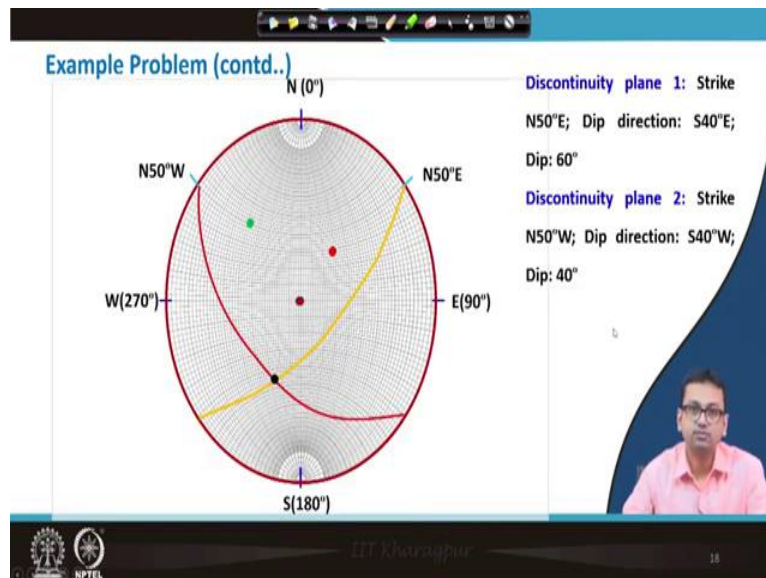 Example Problem (contd..)
N (0°)
N50°W
N50°E
W(270°)
E(90°)
S(180°)
Discontinuity plane 1: Strike
N50°E; Dip direction: S40°E;
Dip: 60°
Discontinuity plane 2: Strike
N50°W; Dip direction: S40°W;
Dip: 40°
IIT Kharagpur
NPTEL
18